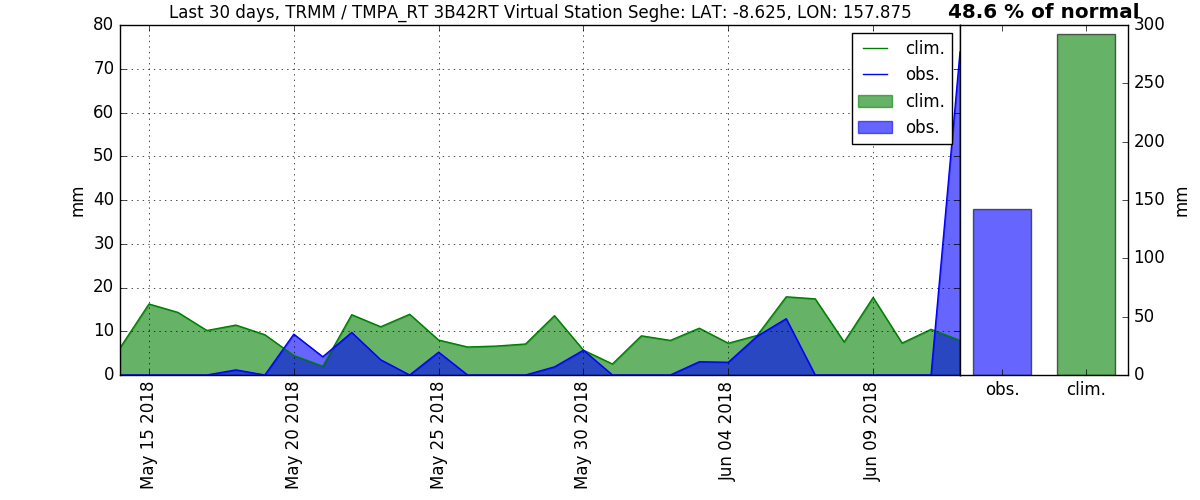 Last 30 days, TRMM / TMPA_RT 3B42RT Virtual Station Seghe: LAT: -8.625, LON: 157.875
48.6 % of normal
80
70
60
50
40
30
20
10
0
mm
clim.
obs.
clim.
obs.
May 15 2018
May 20 2018
May 25 2018
May 30 2018
Jun 04 2018
Jun 09 2018
300
250
200
150
100
50
0
mm
obs.
clim.